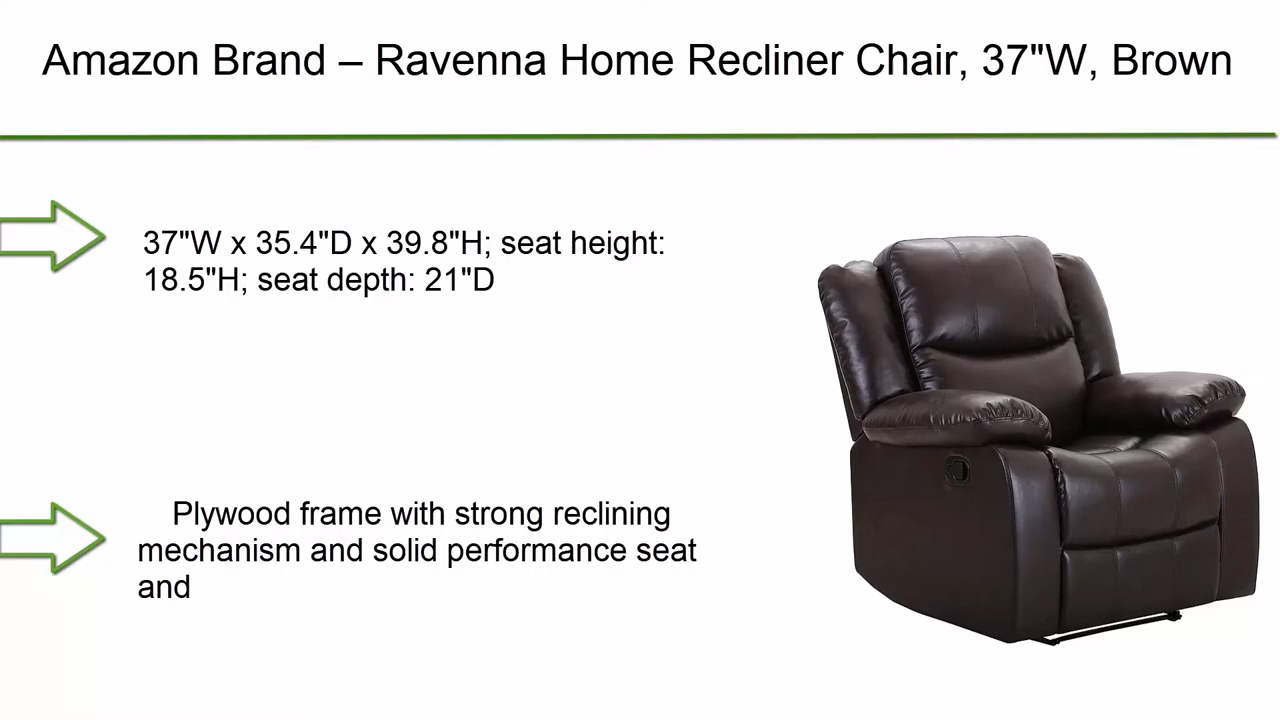 Amazon Brand – Ravenna Home Recliner Chair, 37"W, Brown
37"W x 35.4"D x 39.8"H; seat height:
18.5"H; seat depth: 21"D
Plywood frame with strong reclining
mechanism and solid performance seat
and